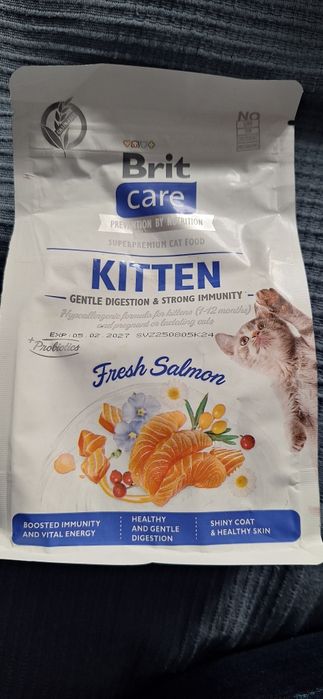 No
Brit
care
PREVENTION BY NUTRITION
SUPERPREMIUM CAT FOOD
KITTEN
GENTLE DIGESTION & STRONG IMMUNITY
Hypoallergenic formula for kittens (1-12 months)
and pregnant or lactating cats
EXP: 05.02.2027 SVZ250805K24
+Probiotics
Fresh Salmon
BOOSTED IMMUNITY
AND VITAL ENERGY
HEALTHY
AND GENTLE
DIGESTION
SHINY COAT
& HEALTHY SKIN